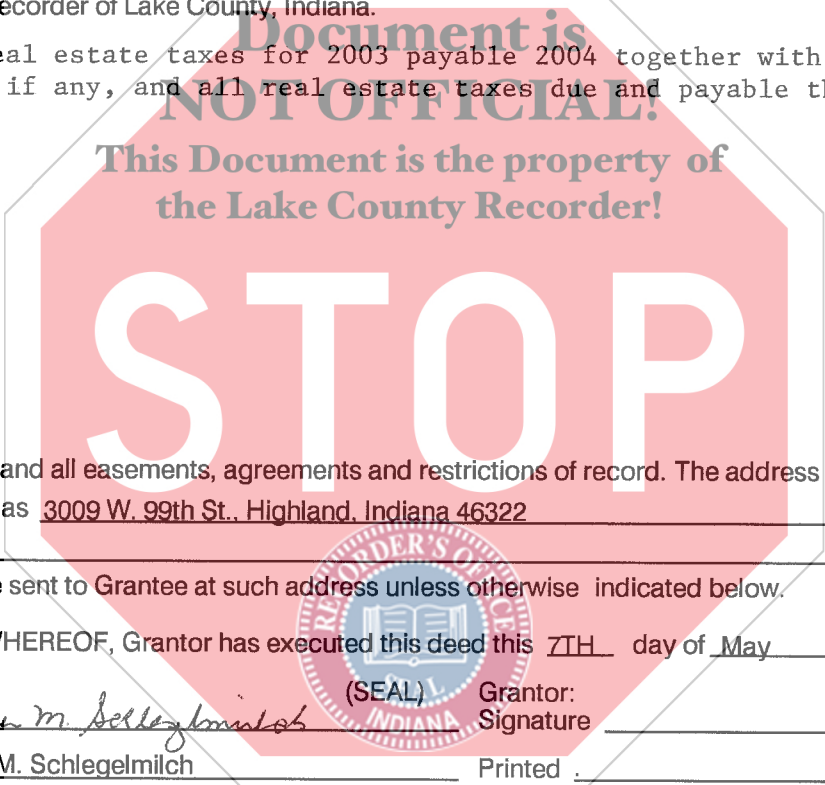 ecorder of Lake County, Indiana.
Document is
eal estate taxes for 2003 payable 2004 together with
if any, and all real estate taxes due and payable th
NOT OFFICIAL!
This Document is the property of
the Lake County Recorder!
STOP
and all easements, agreements and restrictions of record. The address
as 3009 W. 99th St., Highland, Indiana 46322
RECORDER'S OFFICE
sent to Grantee at such address unless otherwise indicated below.
HEREOF, Grantor has executed this deed this 7TH day of May
SEAL
INDIANA
(SEAL) Grantor:
M. Schlegelmilch Signature
M. Schlegelmilch Printed